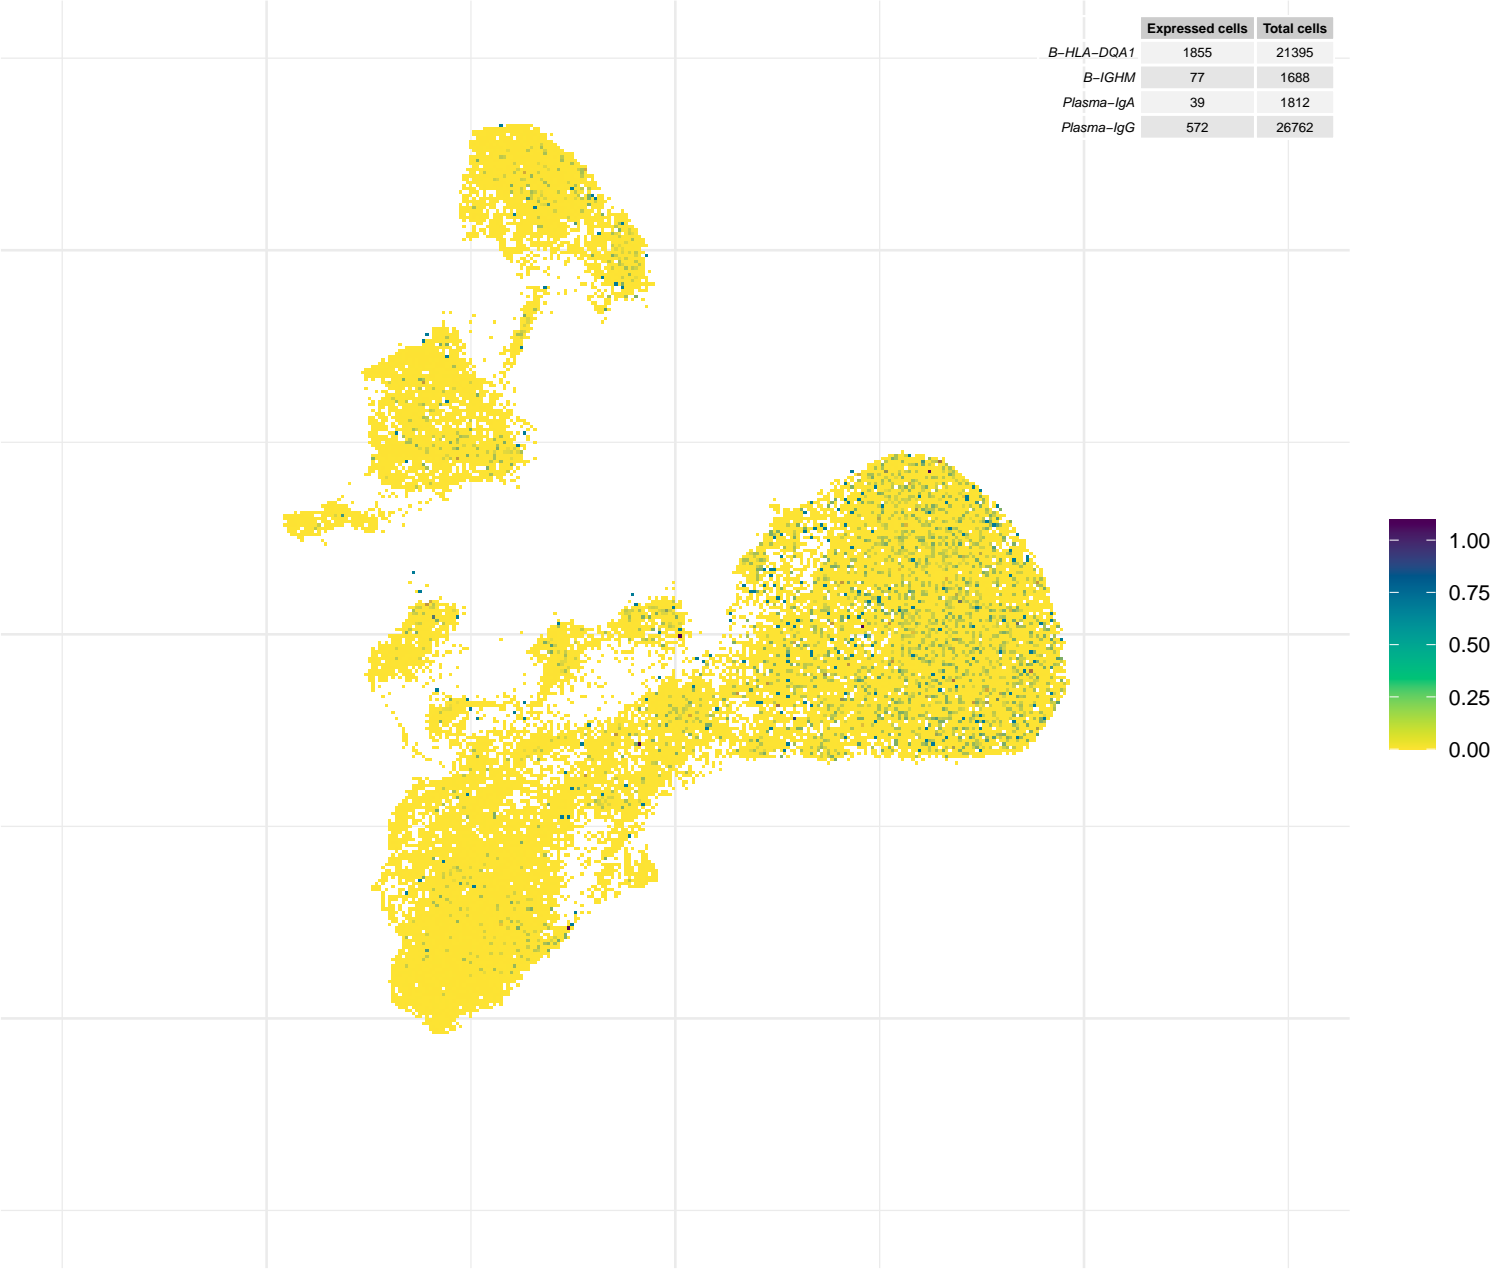 Expressed cells Total cells
B−HLA−DQA1 1855 21395
B−IGHM 77 1688
Plasma−IgA 39 1812
Plasma−IgG 572 26762
1.00
0.75
0.50
0.25
0.00